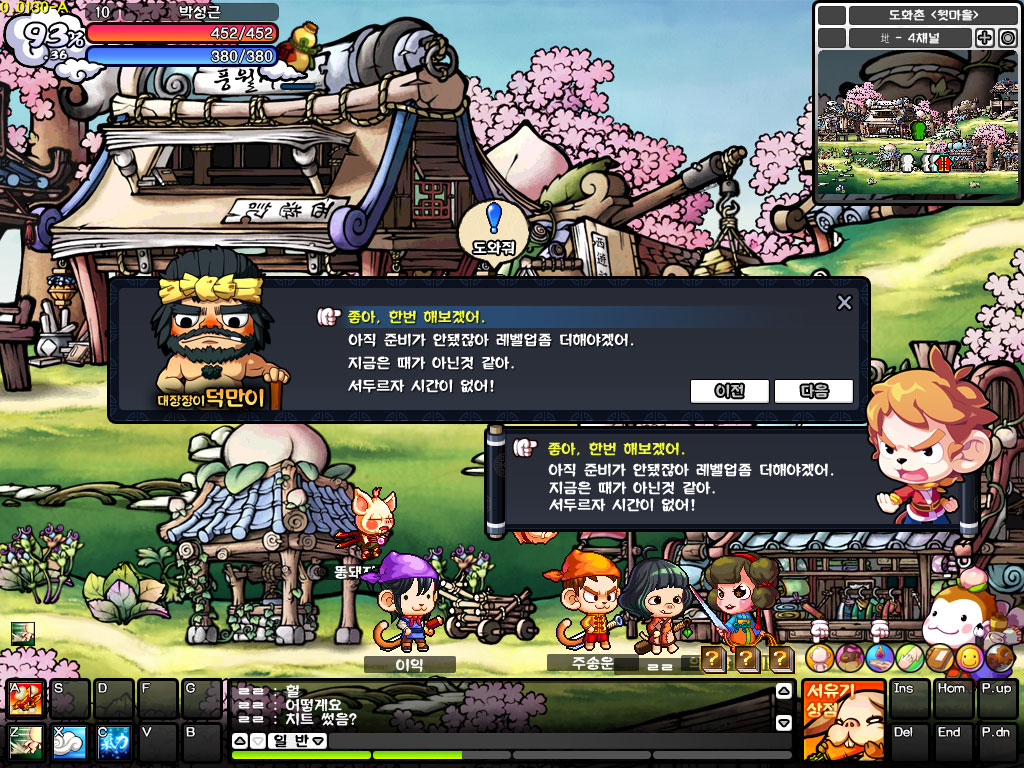 0.0130-A
10
박성근
452/452
93%
.36
380/380
풍월
도화촌 <윗마을>
地 - 4채널
도와줘
좋아, 한번 해보겠어.
아직 준비가 안됐잖아 레벨업좀 더해야겠어.
지금은 때가 아닌것 같아.
서두르자 시간이 없어!
대장장이 덕만이
이전
다음
좋아, 한번 해보겠어.
아직 준비가 안됐잖아 레벨업좀 더해야겠어.
지금은 때가 아닌것 같아.
서두르자 시간이 없어!
이익
주송운
ㄹㄹ
? ? ?
A S D F G
ㄹㄹ : 헐
ㄹㄹ : 어떻게요
ㄹㄹ : 치트 썼음?
서유기
상점
Ins Hom P.up
Z X C V B
일반
Del End P.dn